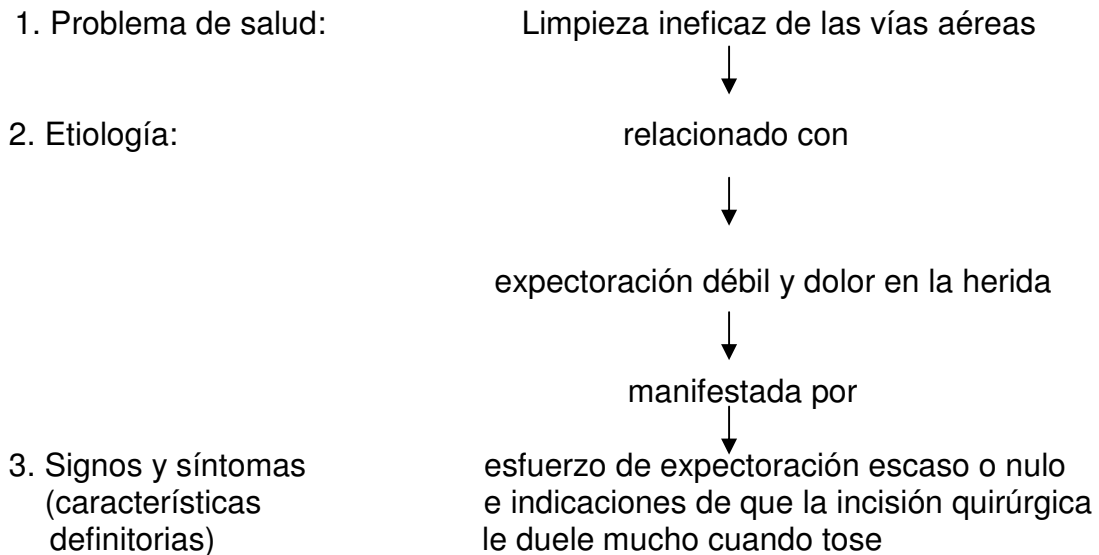 1. Problema de salud: Limpieza ineficaz de las vías aéreas
2. Etiología: relacionado con
expectoración débil y dolor en la herida
manifestada por
3. Signos y síntomas esfuerzo de expectoración escaso o nulo
(características e indicaciones de que la incisión quirúrgica
definitorias) le duele mucho cuando tose